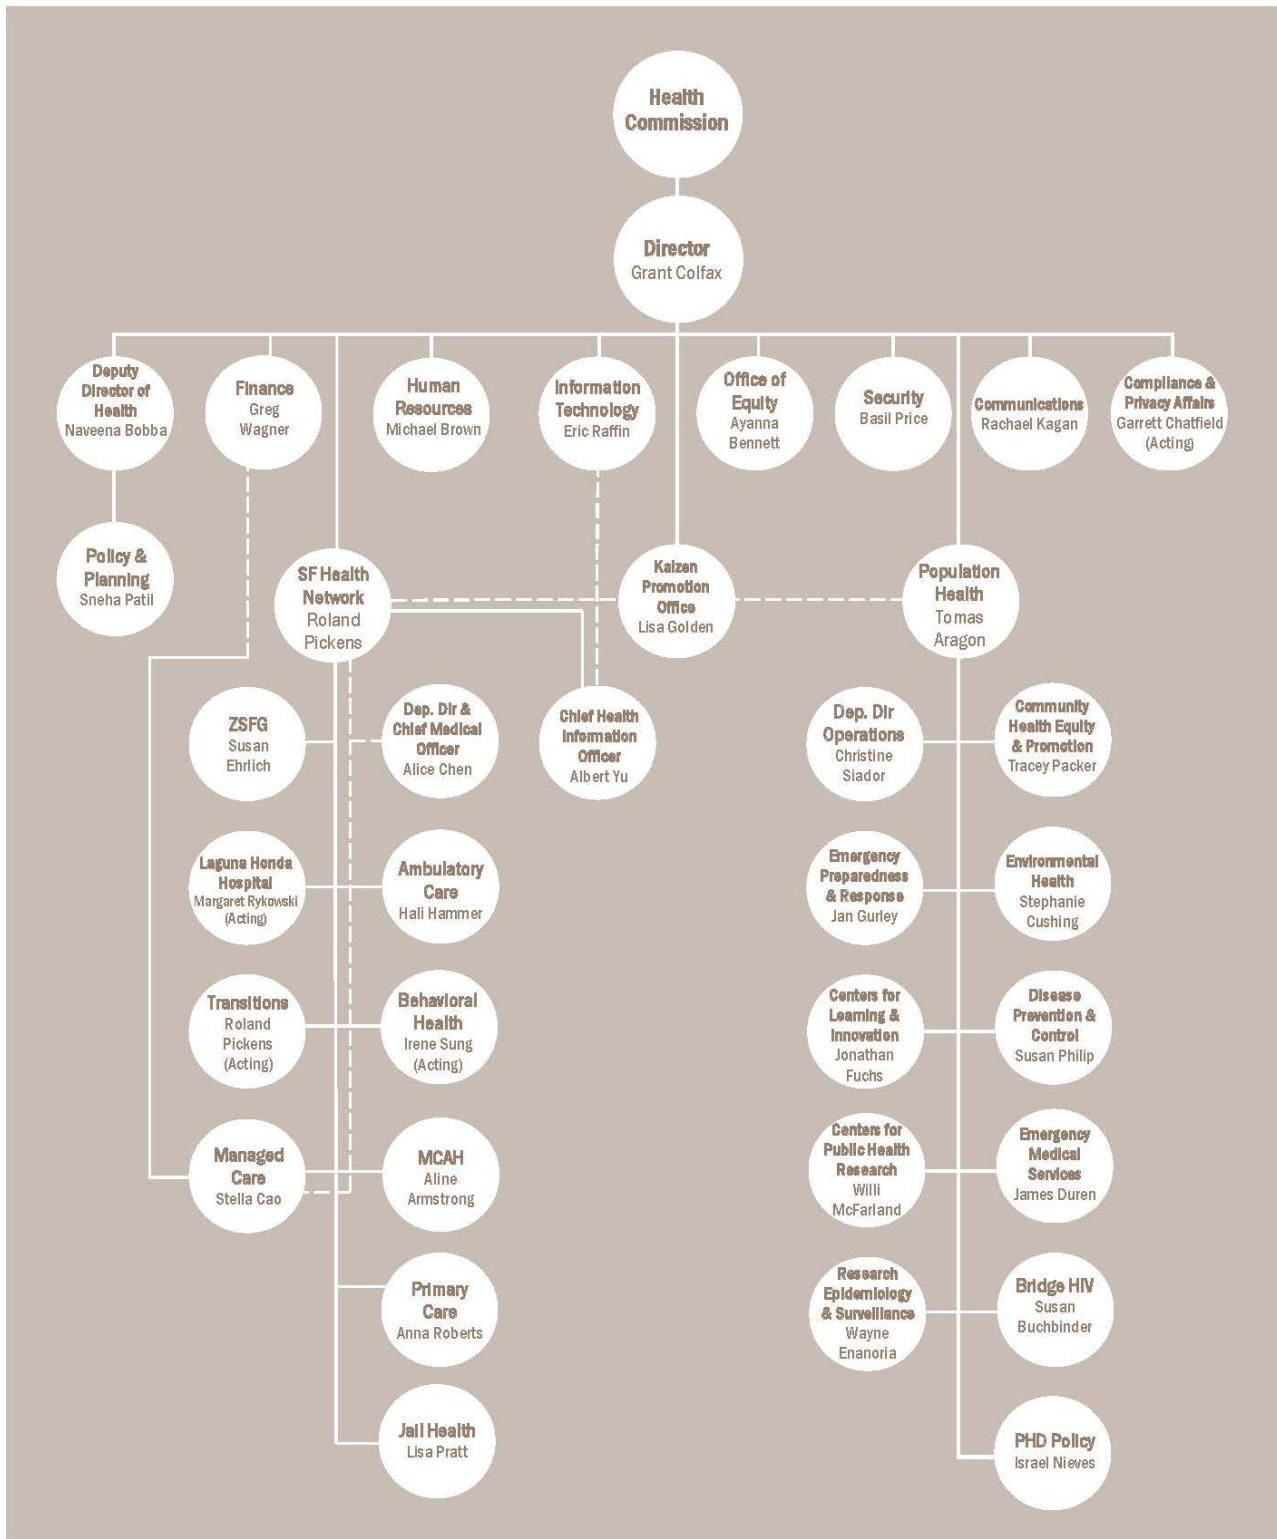 Health
Commission
Director
Grant Colfax
Deputy
Director of
Health
Naveena Bobba
Finance
Greg
Wagner
Human
Resources
Michael Brown
Information
Technology
Eric Raffin
Office of
Equity
Ayanna
Bennett
Security
Basil Price
Communications
Rachael Kagan
Compliance &
Privacy Affairs
Garrett Chatfield
(Acting)
Policy &
Planning
Sneha Patil
SF Health
Network
Roland
Pickens
Kaizen
Promotion
Office
Lisa Golden
Population
Health
Tomas
Aragon
ZSFG
Susan
Ehrlich
Dep. Dir &
Chief Medical
Officer
Alice Chen
Chief Health
Information
Officer
Albert Yu
Dep. Dir
Operations
Christine
Siador
Community
Health Equity
& Promotion
Tracey Packer
Laguna Honda
Hospital
Margaret Rykowski
(Acting)
Ambulatory
Care
Hali Hammer
Emergency
Preparedness
& Response
Jan Gurley
Environmental
Health
Stephanie
Cushing
Transitions
Roland
Pickens
(Acting)
Behavioral
Health
Irene Sung
(Acting)
Centers for
Learning &
Innovation
Jonathan
Fuchs
Disease
Prevention &
Control
Susan Philip
Managed
Care
Stella Cao
MCAH
Aline
Armstrong
Centers for
Public Health
Research
Willi
McFarland
Emergency
Medical
Services
James Duren
Primary
Care
Anna Roberts
Research
Epidemiology
& Surveillance
Wayne
Enanoria
Bridge HIV
Susan
Buchbinder
Jail Health
Lisa Pratt
PHD Policy
Israel Nieves